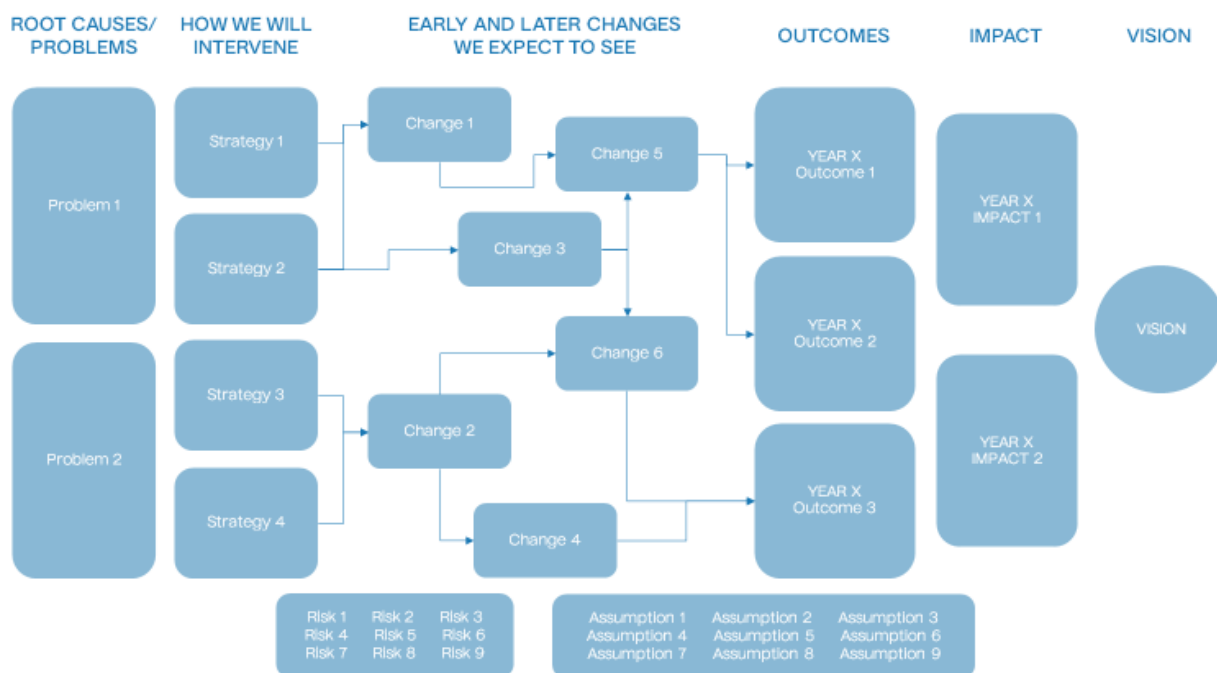 ROOT CAUSES/
PROBLEMS
HOW WE WILL
INTERVENE
EARLY AND LATER CHANGES
WE EXPECT TO SEE
OUTCOMES
IMPACT
VISION
Problem 1
Problem 2
Strategy 1
Strategy 2
Strategy 3
Strategy 4
Change 1
Change 5
Change 3
Change 6
Change 2
Change 4
YEAR X
Outcome 1
YEAR X
Outcome 2
YEAR X
Outcome 3
YEAR X
IMPACT 1
YEAR X
IMPACT 2
VISION
Risk 1 Risk 2 Risk 3
Risk 4 Risk 5 Risk 6
Risk 7 Risk 8 Risk 9
Assumption 1 Assumption 2 Assumption 3
Assumption 4 Assumption 5 Assumption 6
Assumption 7 Assumption 8 Assumption 9